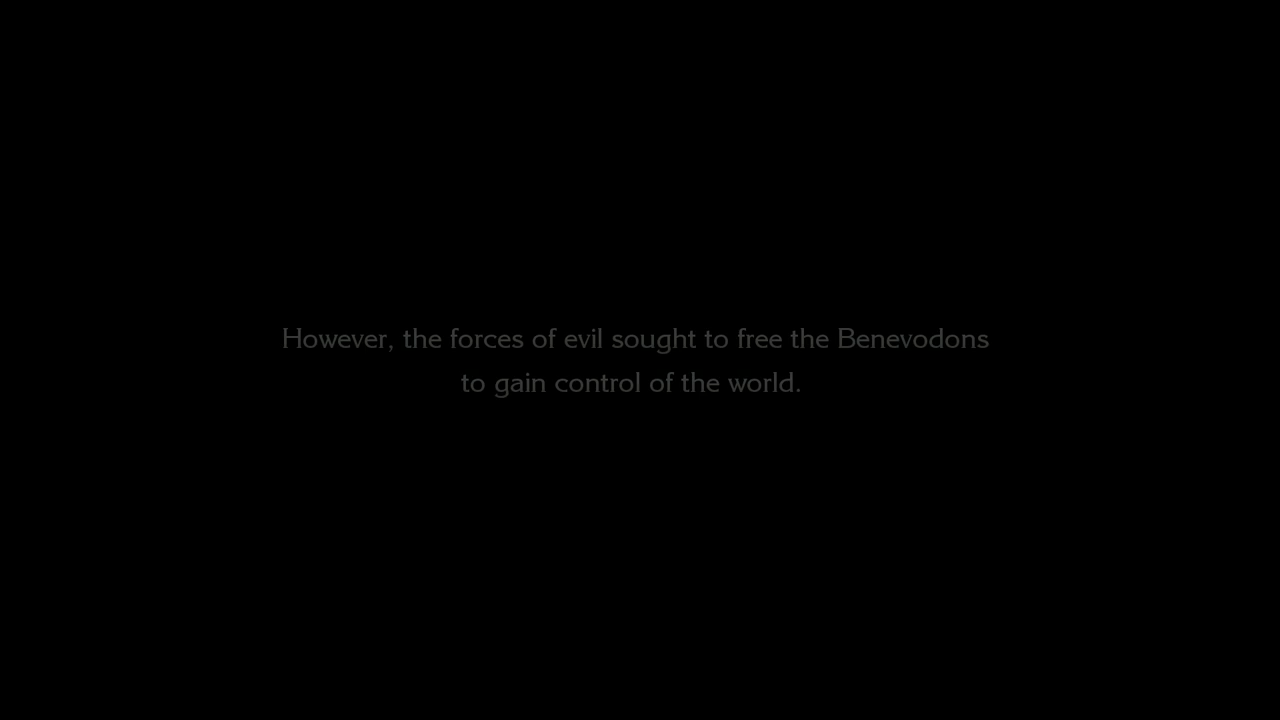 However, the forces of evil sought to free the Benevodons
to gain control of the world.